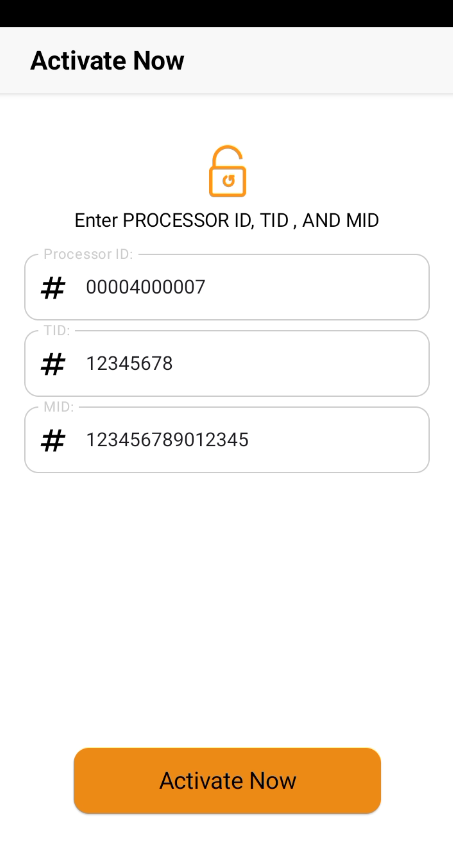 Activate Now
Enter PROCESSOR ID, TID , AND MID
Processor ID:
# 00004000007
TID:
# 12345678
MID:
# 123456789012345
Activate Now